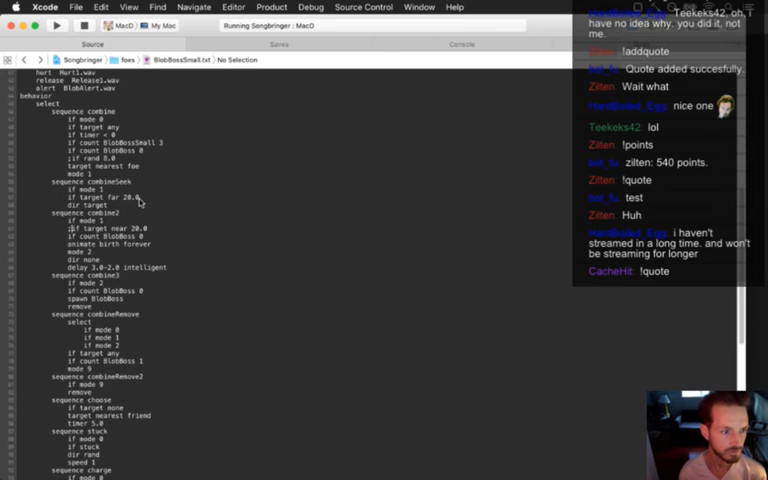 Xcode File Edit View Find Navigate Editor Product Debug Source Control Window Help
MacD My Mac
Running Songbringer : MacD
Source Saves Console
Songbringer foes BlobBossSmall.txt No Selection
hurt Hurt1.wav
release Release1.wav
alert BlobAlert.wav
behavior
select
sequence combine
if mode 0
if target any
if timer < 0
if count BlobBossSmall 3
if count BlobBoss 0
;if rand 8.0
target nearest foe
mode 1
sequence combineSeek
if mode 1
if target far 20.0
dir target
sequence combine2
if mode 1
;if target near 20.0
if count BlobBoss 0
animate birth forever
mode 2
dir none
delay 3.0-2.0 intelligent
sequence combine3
if mode 2
if count BlobBoss 0
spawn BlobBoss
remove
sequence combineRemove
select
if mode 0
if mode 1
if mode 2
if target any
if count BlobBoss 1
mode 9
sequence combineRemove2
if mode 9
remove
sequence choose
if target none
target nearest friend
timer 5.0
sequence stuck
if mode 0
if stuck
dir rand
speed 1
sequence charge
if mode 0
HardBoiled_Egg: Teekeks42, oh, i
have no idea why. you did it, not
me.
Zilten: !addquote
bot_fu: Quote added succesfully.
Zilten: Wait what
HardBoiled_Egg: nice one
Teekeks42: lol
Zilten: !points
bot_fu: zilten: 540 points.
Zilten: !quote
bot_fu: test
Zilten: Huh
HardBoiled_Egg: i haven't
streamed in a long time. and won't
be streaming for longer
CacheHit: !quote